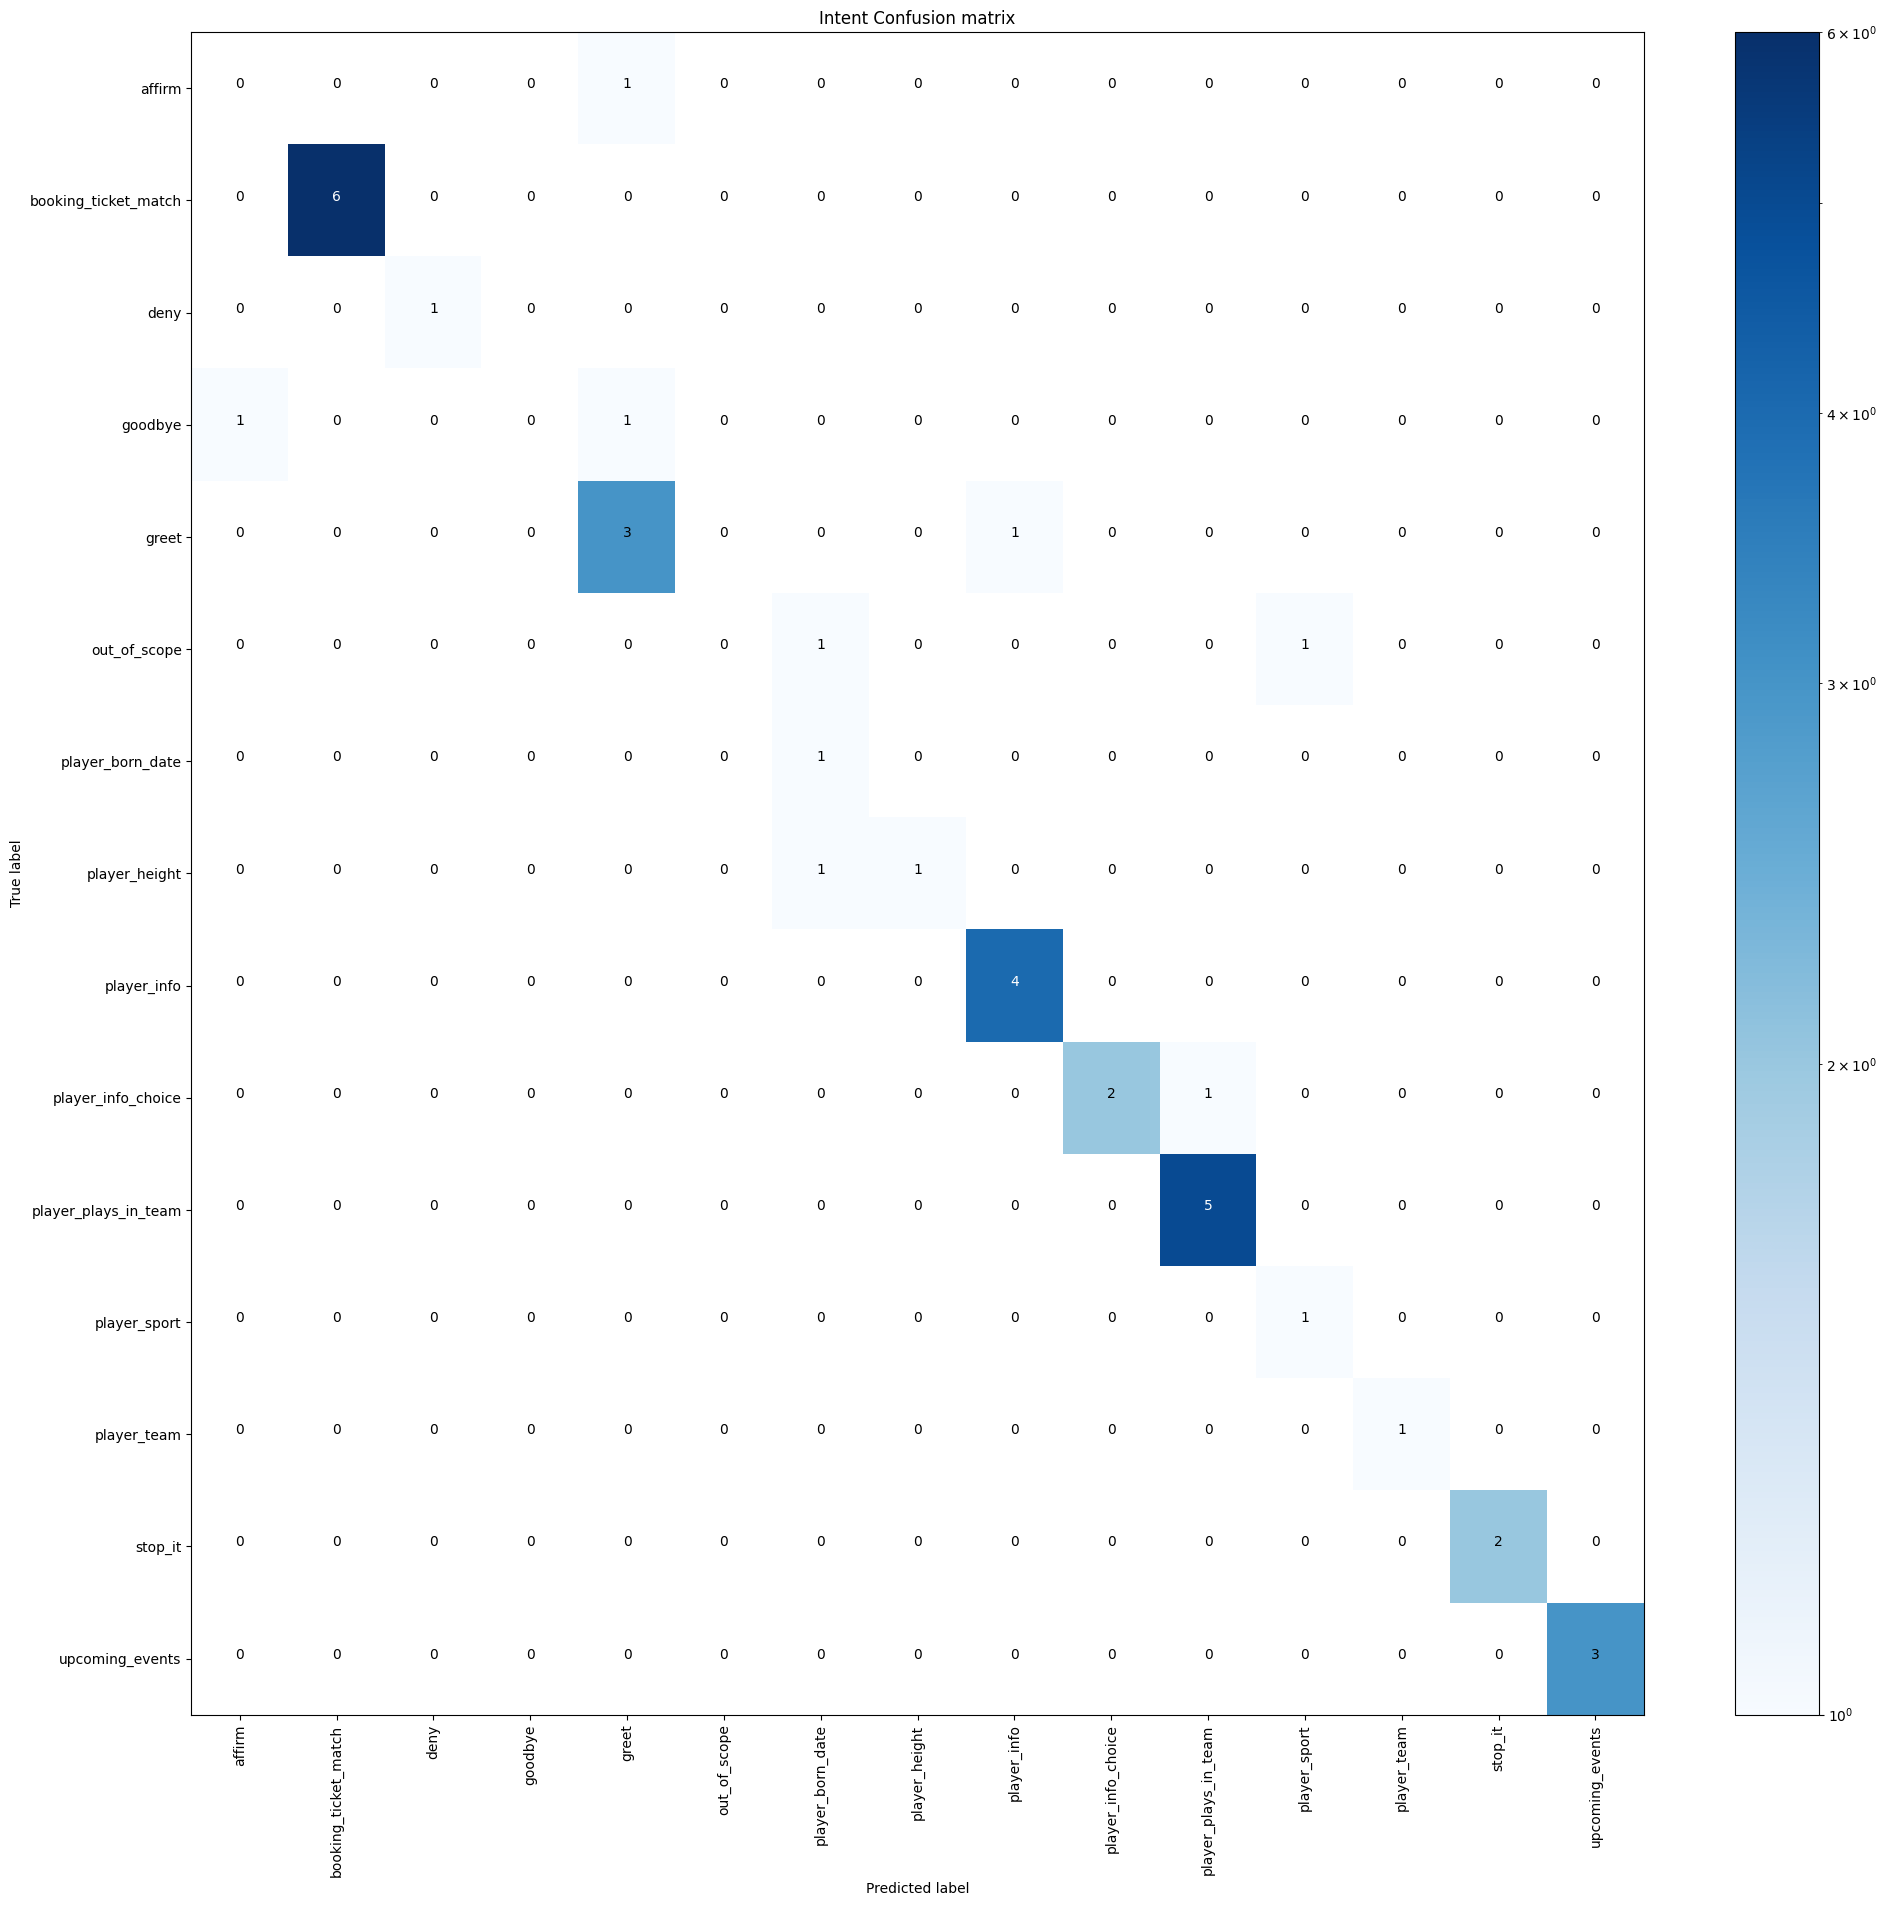 Intent Confusion matrix
affirm 0 0 0 0 1 0 0 0 0 0 0 0 0 0 0
booking_ticket_match 0 6 0 0 0 0 0 0 0 0 0 0 0 0 0
deny 0 0 1 0 0 0 0 0 0 0 0 0 0 0 0
goodbye 1 0 0 0 1 0 0 0 0 0 0 0 0 0 0
greet 0 0 0 0 3 0 0 0 1 0 0 0 0 0 0
out_of_scope 0 0 0 0 0 0 1 0 0 0 0 1 0 0 0
player_born_date 0 0 0 0 0 0 1 0 0 0 0 0 0 0 0
player_height 0 0 0 0 0 0 1 1 0 0 0 0 0 0 0
player_info 0 0 0 0 0 0 0 0 4 0 0 0 0 0 0
player_info_choice 0 0 0 0 0 0 0 0 0 2 1 0 0 0 0
player_plays_in_team 0 0 0 0 0 0 0 0 0 0 5 0 0 0 0
player_sport 0 0 0 0 0 0 0 0 0 0 0 1 0 0 0
player_team 0 0 0 0 0 0 0 0 0 0 0 0 1 0 0
stop_it 0 0 0 0 0 0 0 0 0 0 0 0 0 2 0
upcoming_events 0 0 0 0 0 0 0 0 0 0 0 0 0 0 3
True label
affirm
booking_ticket_match
deny
goodbye
greet
out_of_scope
player_born_date
player_height
player_info
player_info_choice
player_plays_in_team
player_sport
player_team
stop_it
upcoming_events
Predicted label
6 × 10⁰
4 × 10⁰
3 × 10⁰
2 × 10⁰
10⁰